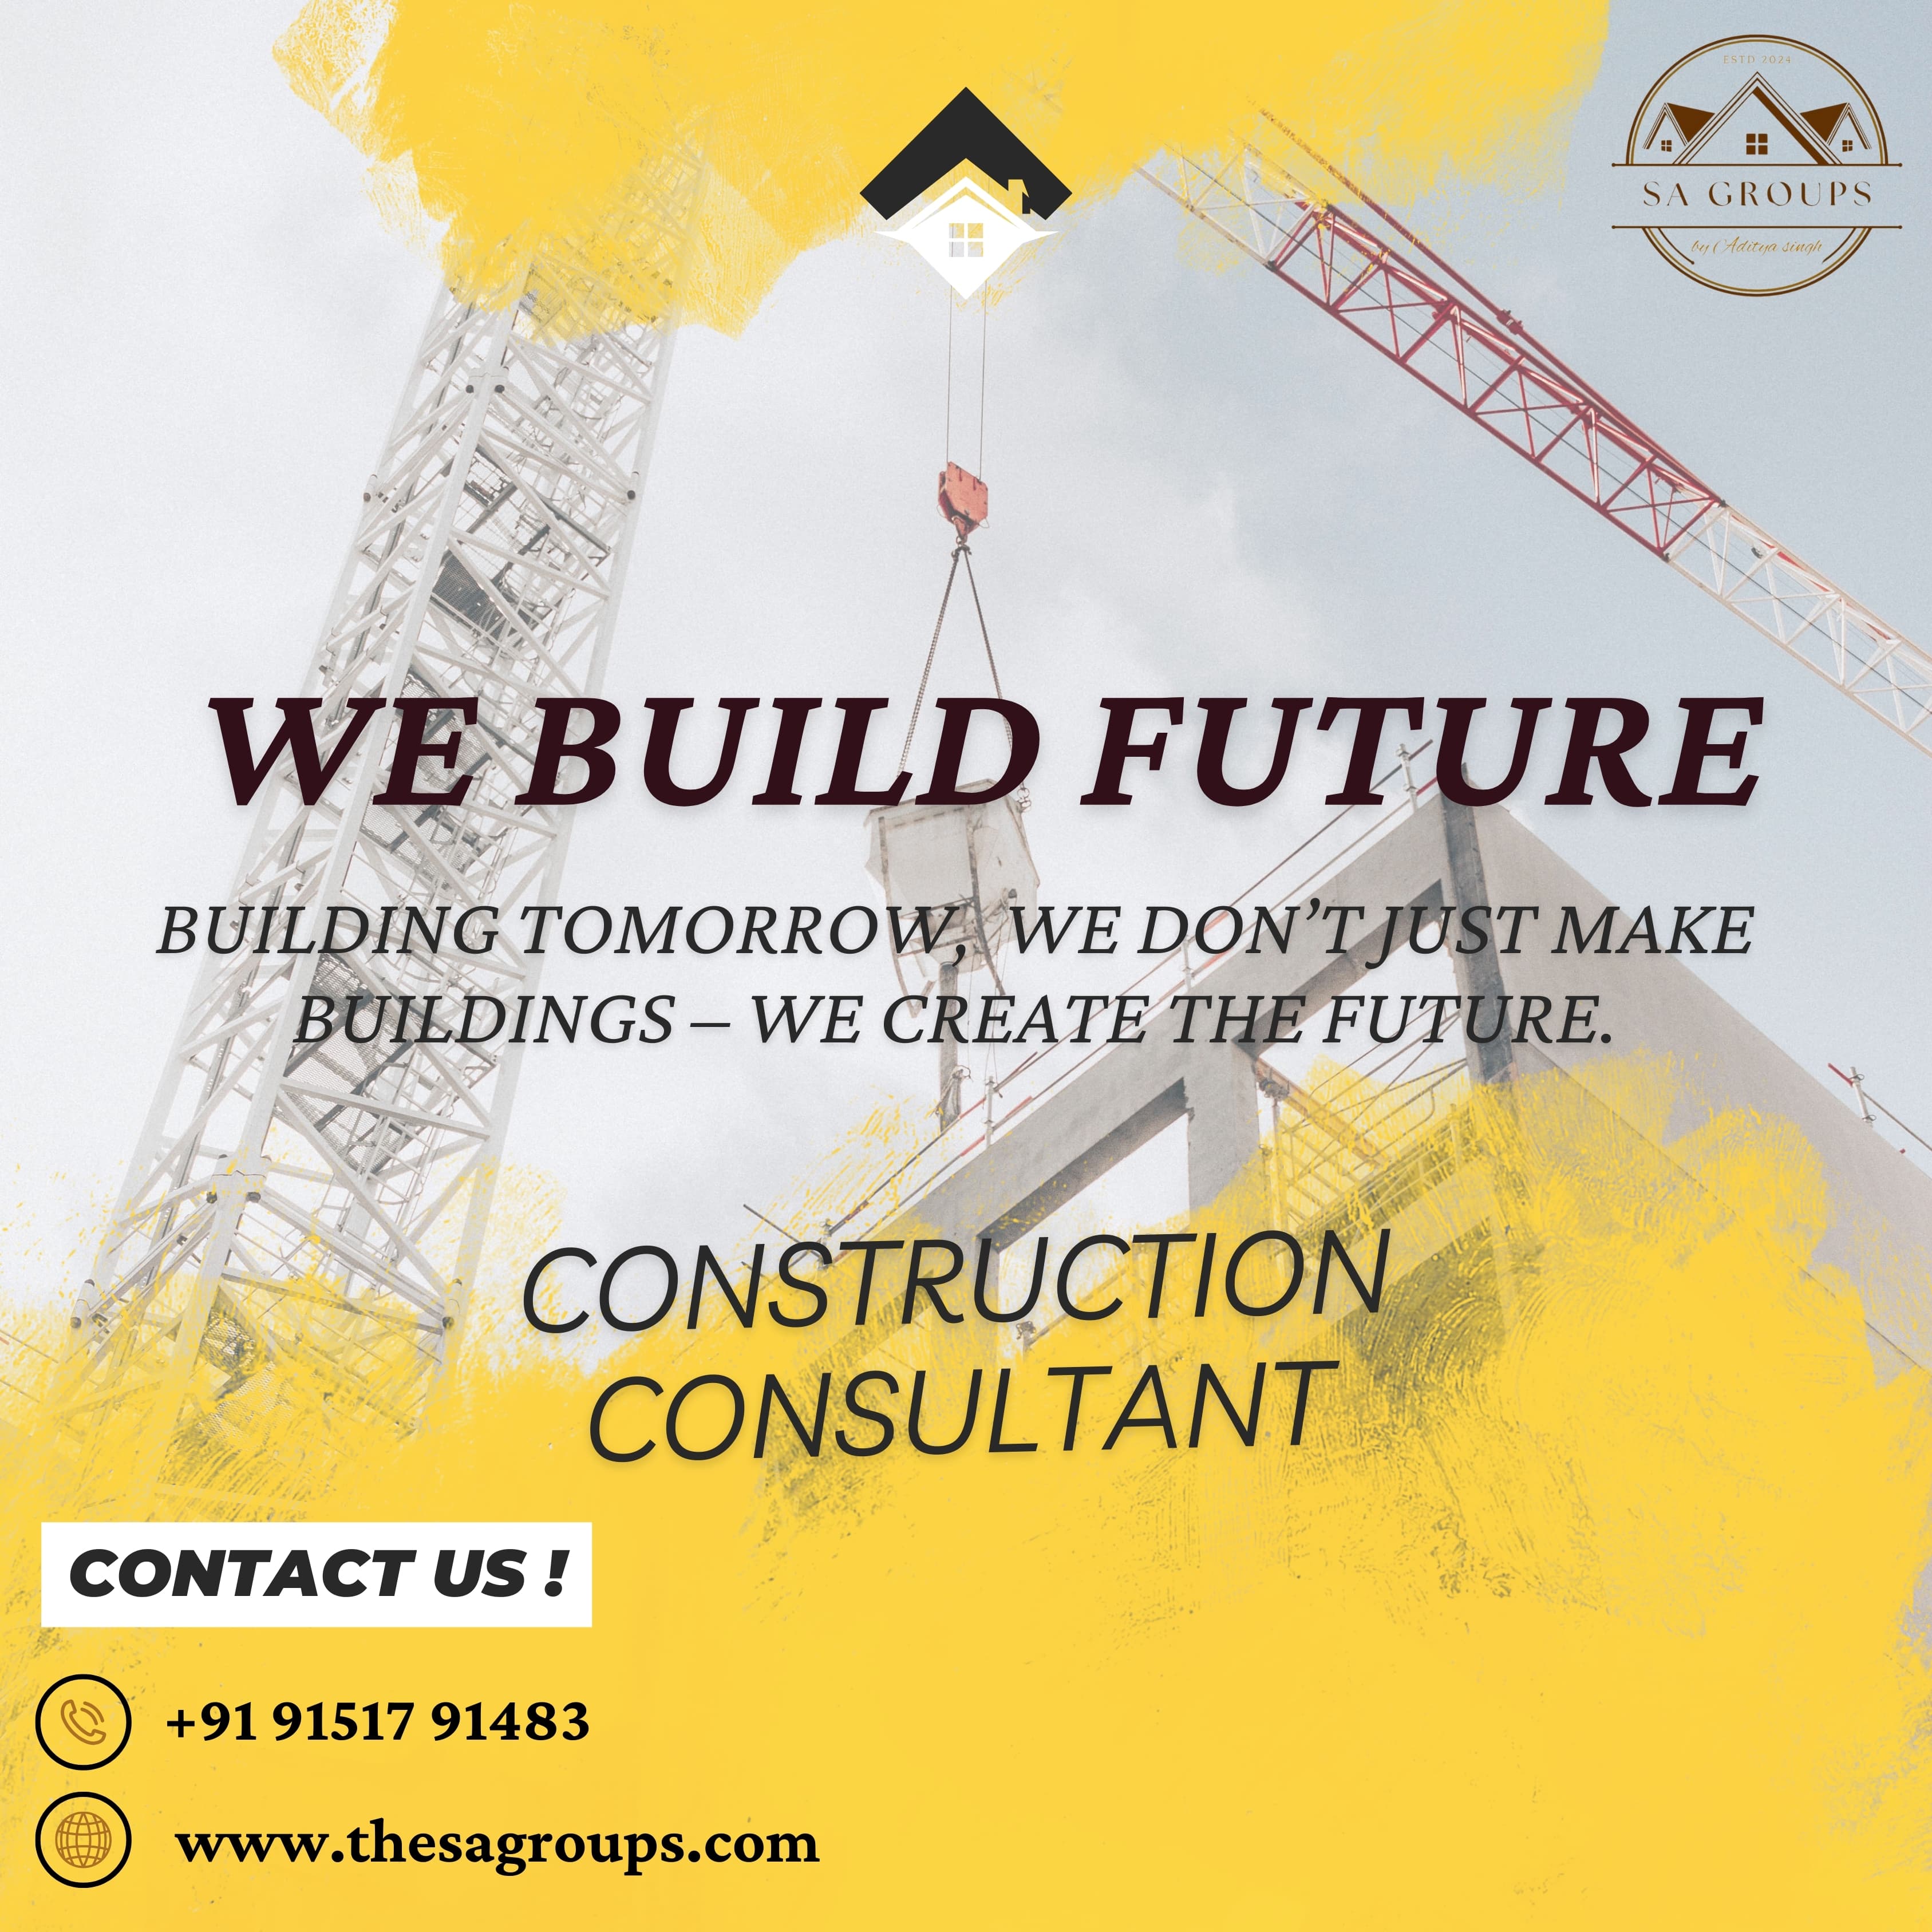 ESTD 2024
SA GROUPS
by Aditya singh
WE BUILD FUTURE
BUILDING TOMORROW, WE DON’T JUST MAKE
BUILDINGS – WE CREATE THE FUTURE.
CONSTRUCTION
CONSULTANT
CONTACT US !
+91 91517 91483
www.thesagroups.com